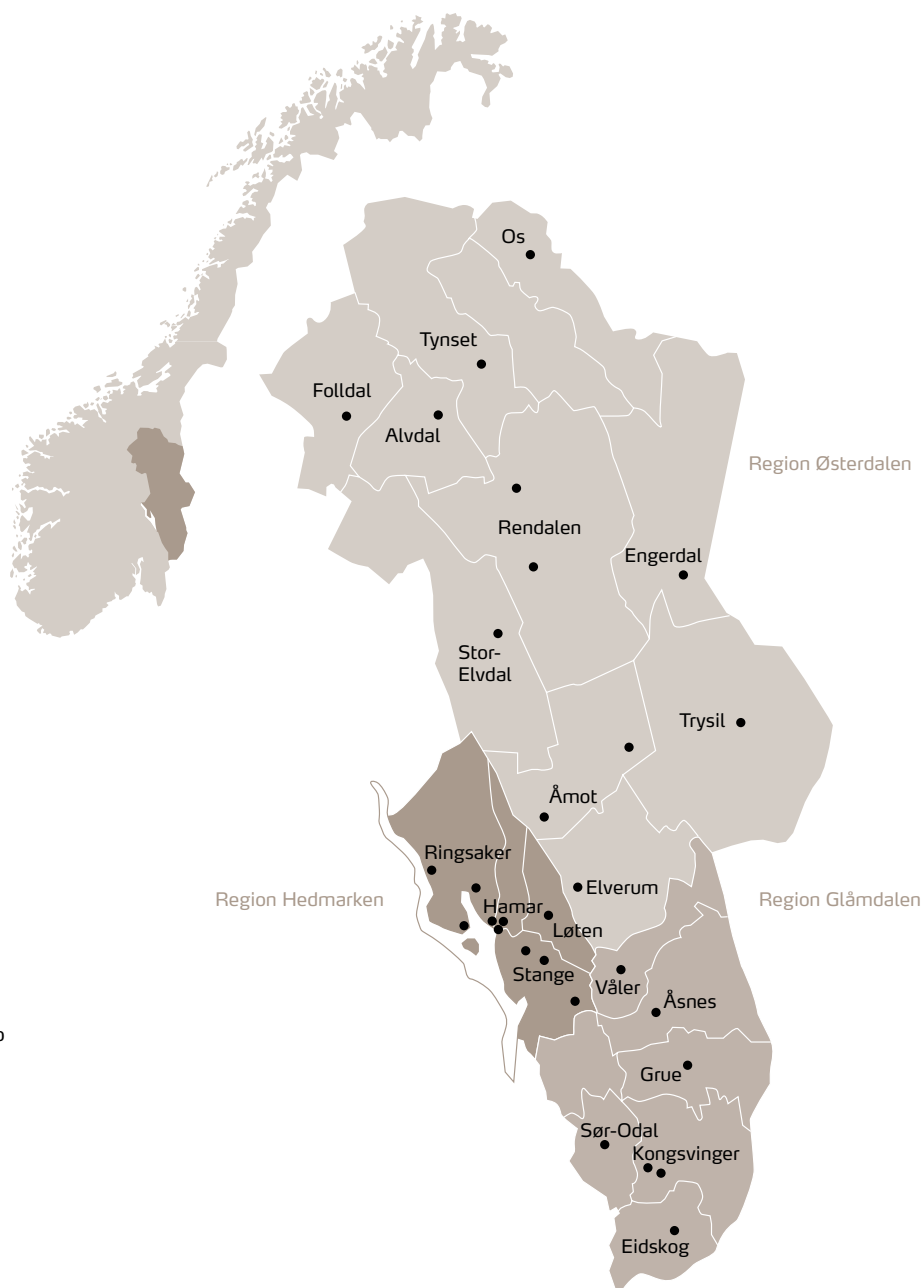 Os
Tynset
Folldal
Alvdal
Region Østerdalen
Rendalen
Engerdal
Stor-
Elvdal
Trysil
Åmot
Ringsaker
Elverum
Region Hedmarken
Region Glåmdalen
Hamar
Løten
Stange
Våler
Åsnes
Grue
Sør-Odal
Kongsvinger
Eidskog